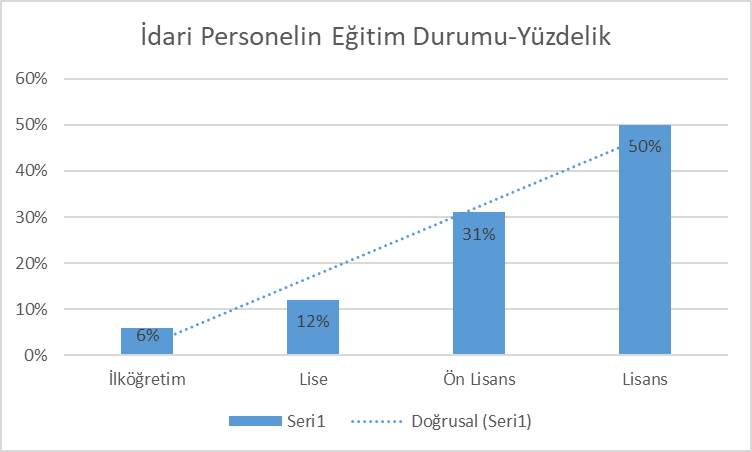 İdari Personelin Eğitim Durumu-Yüzdelik
60%
50%
40%
30%
20%
10%
0%
6%
12%
31%
50%
İlköğretim
Lise
Ön Lisans
Lisans
Seri1
Doğrusal (Seri1)